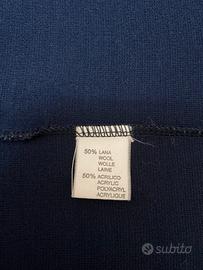 50% LANA
WOOL
WOLLE
LAINE
50% ACRILICO
ACRYLIC
POLYACRYL
ACRYLIQUE
subito